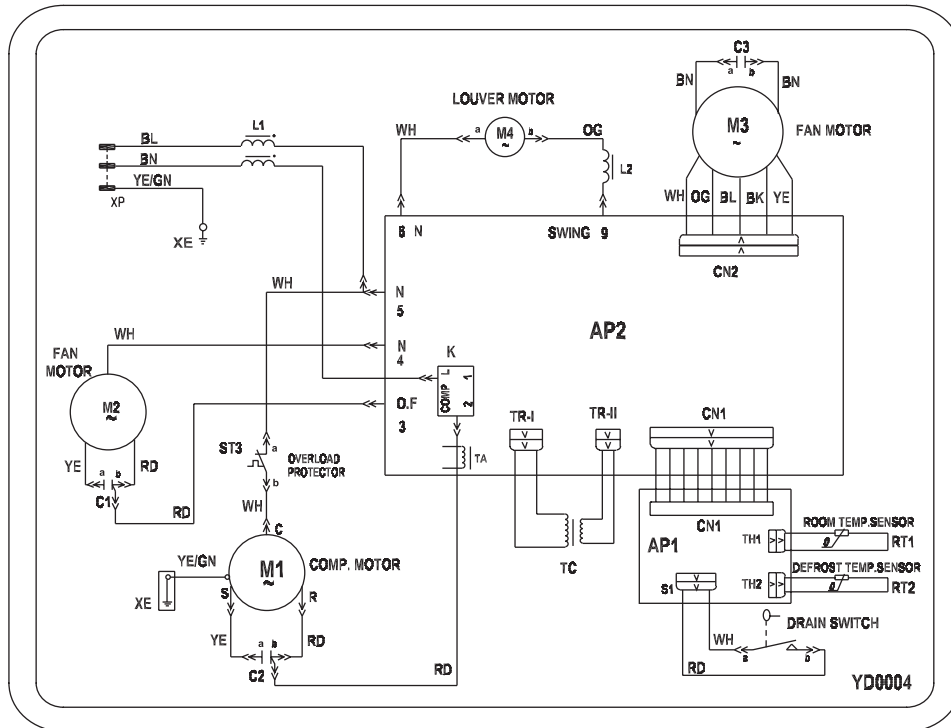 C3
a b
BN BN
LOUVER MOTOR
WH a M4 ~ b OG
M3 ~
FAN MOTOR
L1
BL
BN
YE/GN
XP
XE
L2
WH OG BL BK YE
6 N SWING 9
CN2
WH
N
5
AP2
WH
N
4
K
FAN MOTOR
L 1
COMP 2
M2 ~
O.F
3
TR-I TR-II CN1
YE a b RD
C1
ST3 a
OVERLOAD PROTECTOR
b
TA
RD
WH
C
CN1
ROOM TEMP.SENSOR
AP1
TH1
θ
RT1
YE/GN
M1 ~
COMP. MOTOR
TC
DEFROST TEMP.SENSOR
XE
S R
S1
TH2
θ
RT2
DRAIN SWITCH
YE a b RD
C2
WH
a b
RD
RD
YD0004